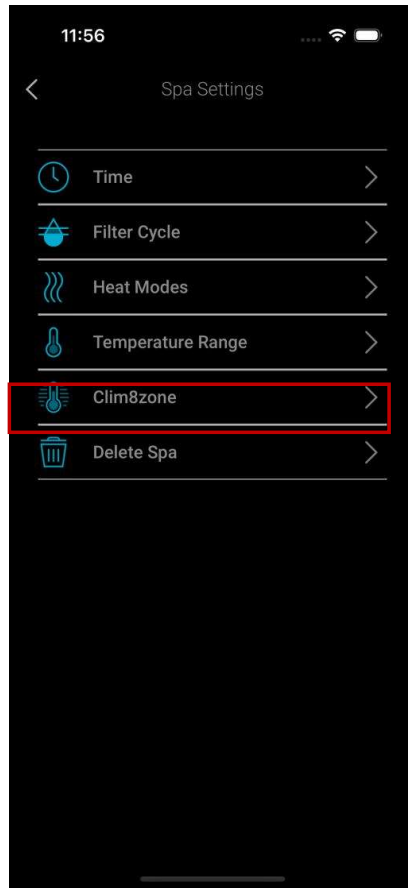 11:56
Spa Settings
Time
Filter Cycle
Heat Modes
Temperature Range
Clim8zone
Delete Spa